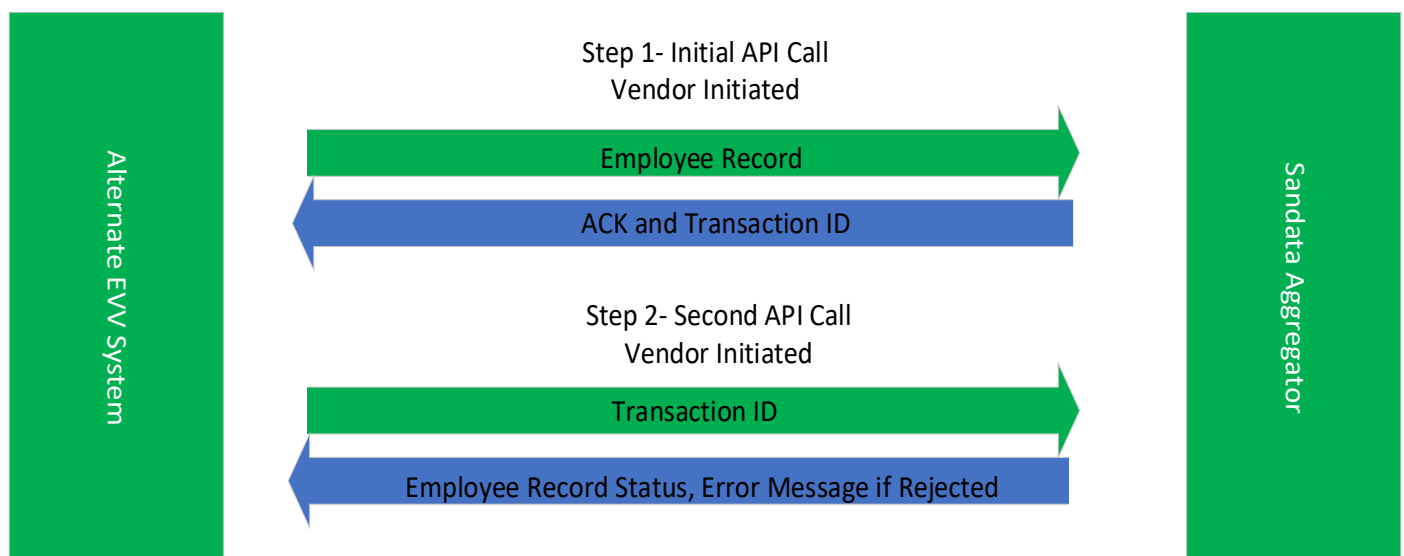 Alternate EVV System
Step 1- Initial API Call
Vendor Initiated
Employee Record
ACK and Transaction ID
Step 2- Second API Call
Vendor Initiated
Transaction ID
Employee Record Status, Error Message if Rejected
Sandata Aggregator